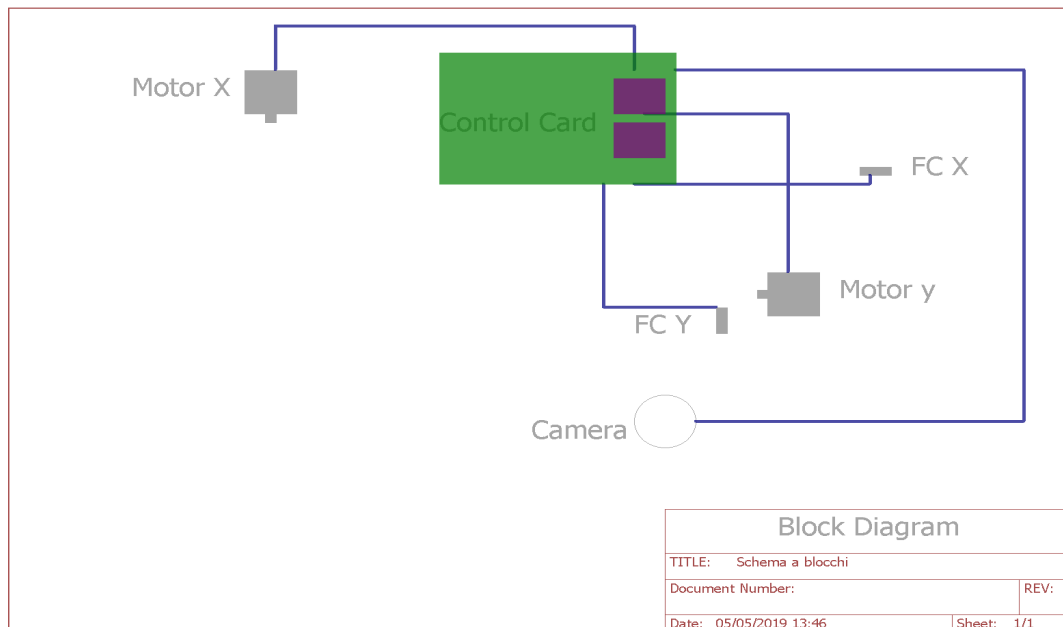 Motor X
Control Card
FC X
Motor y
FC Y
Camera
Block Diagram
TITLE: Schema a blocchi
Document Number:
REV:
Date: 05/05/2019 13:46
Sheet: 1/1